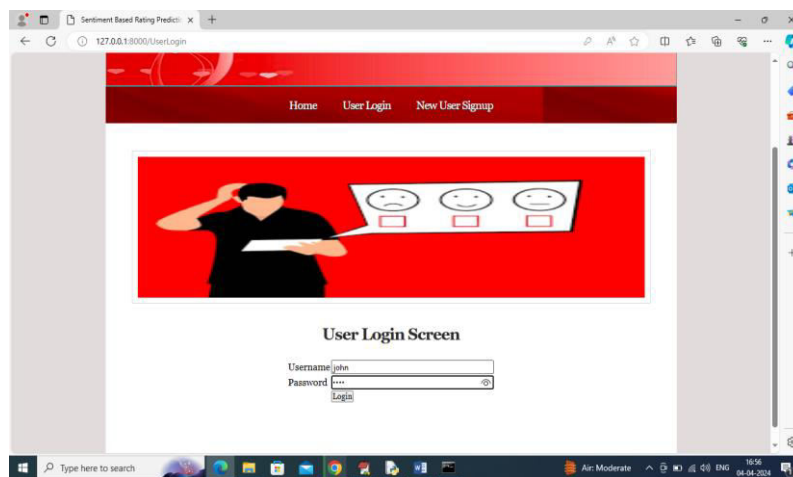 Sentiment Based Rating Predicti
127.0.0.1:8000/UserLogin
Home User Login New User Signup
User Login Screen
Username john
Password ••••
Login
Type here to search
Air: Moderate
ENG
16:56
04-04-2024